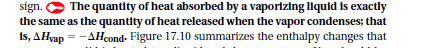 sign. The quantity of heat absorbed by a vaporizing liquid is exactly
the same as the quantity of heat released when the vapor condenses; that
is, ΔHvap = −ΔHcond. Figure 17.10 summarizes the enthalpy changes that